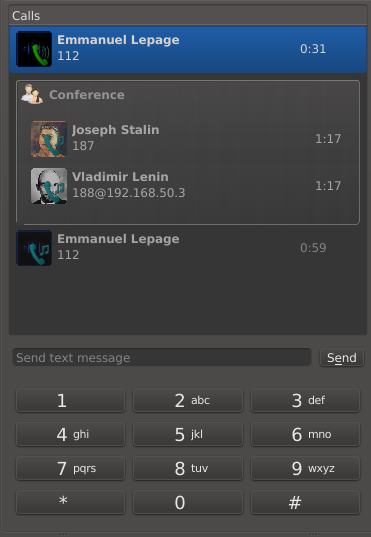 Calls
Emmanuel Lepage
112
0:31
Conference
Joseph Stalin
187
1:17
Vladimir Lenin
188@192.168.50.3
1:17
Emmanuel Lepage
112
0:59
Send text message
Send
1
2 abc
3 def
4 ghi
5 jkl
6 mno
7 pqrs
8 tuv
9 wxyz
*
0
#